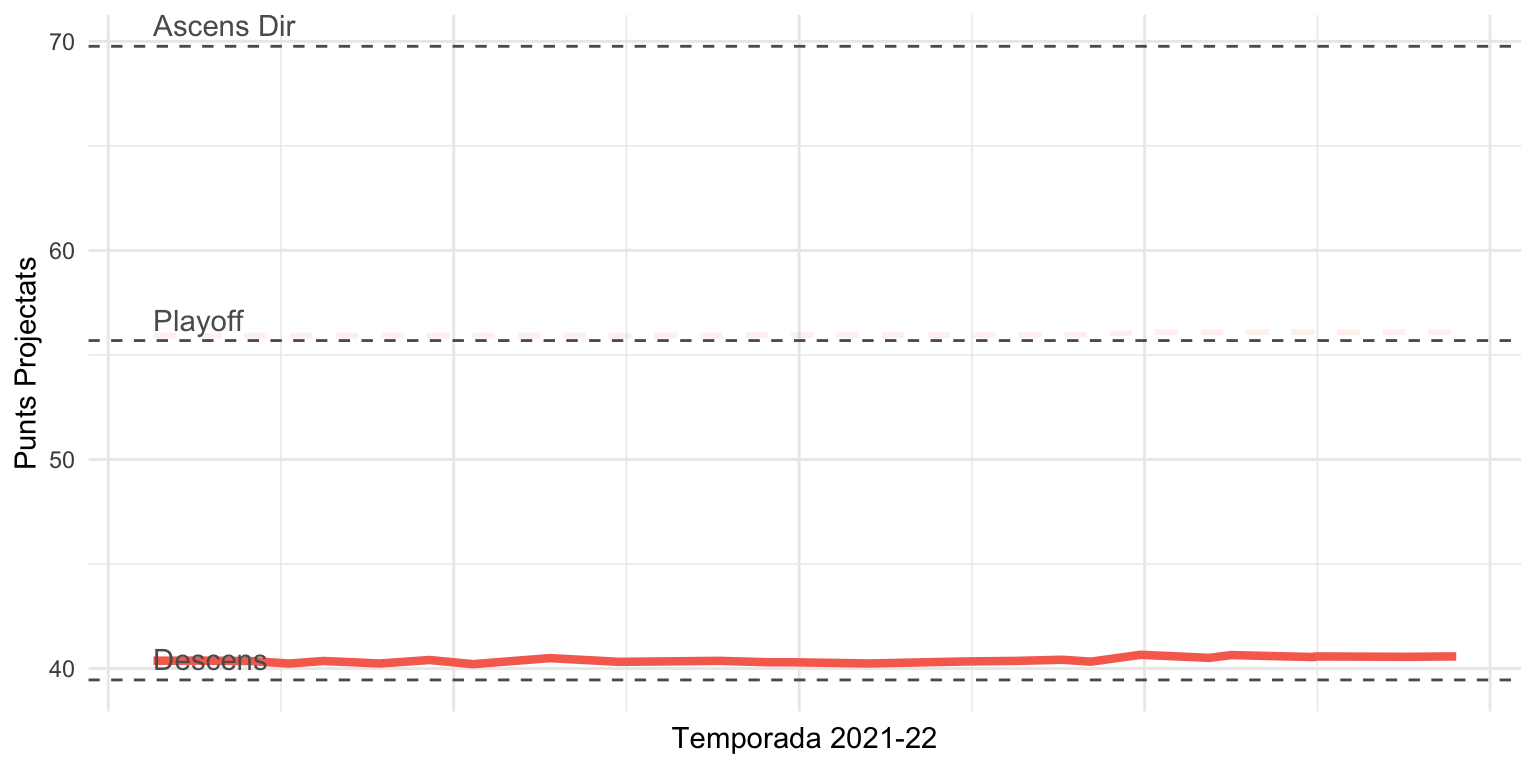 Ascens Dir
70
60
Playoff
Punts Projectats
50
Descens
40
Temporada 2021-22